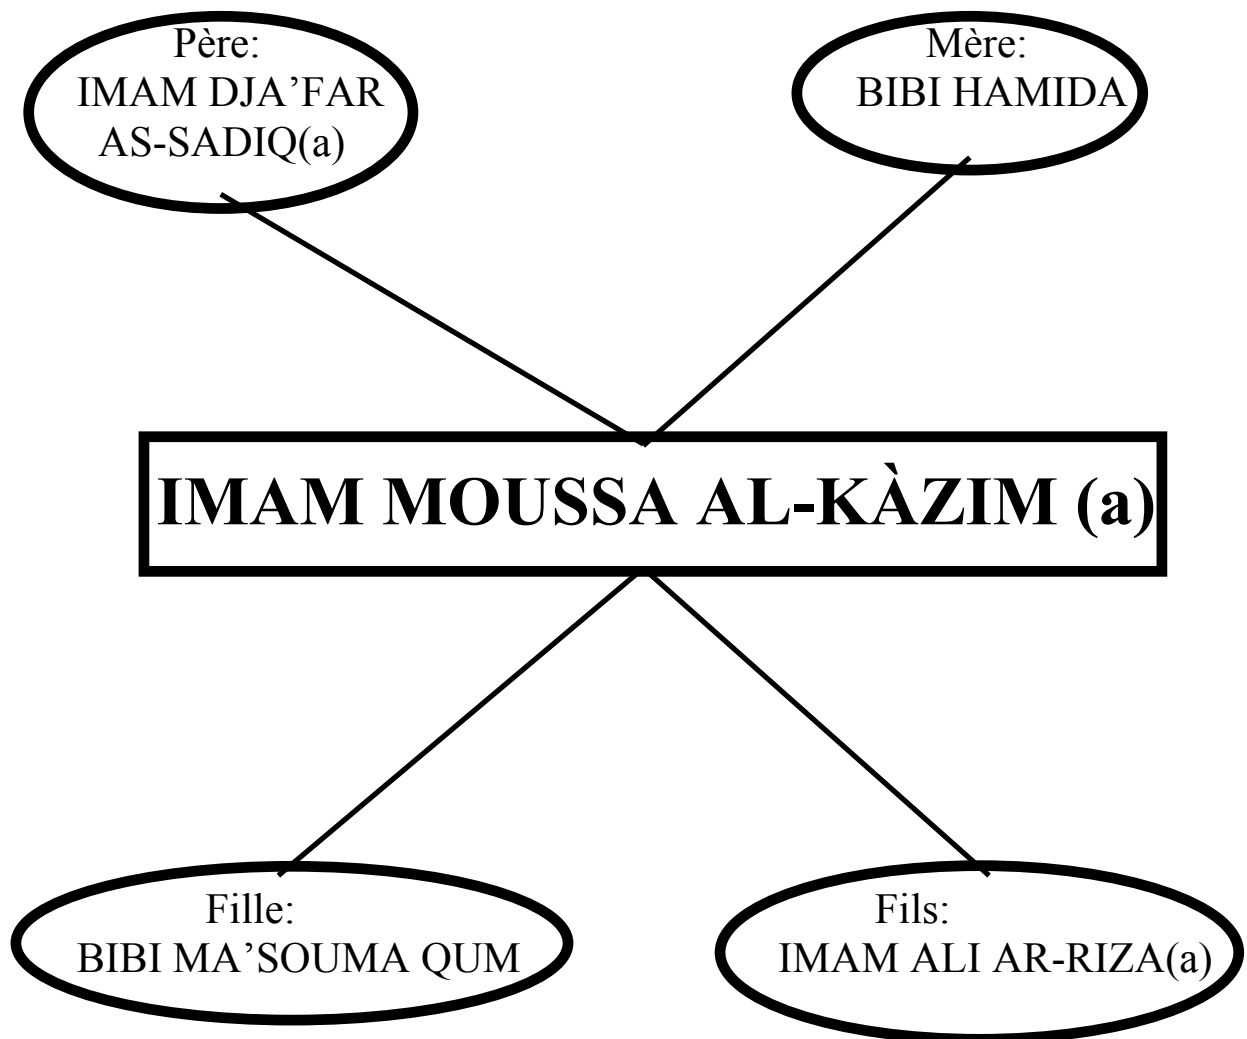 Père:
IMAM DJA’FAR
AS-SADIQ(a)
Mère:
BIBI HAMIDA
IMAM MOUSSA AL-KÀZIM (a)
Fille:
BIBI MA’SOUMA QUM
Fils:
IMAM ALI AR-RIZA(a)